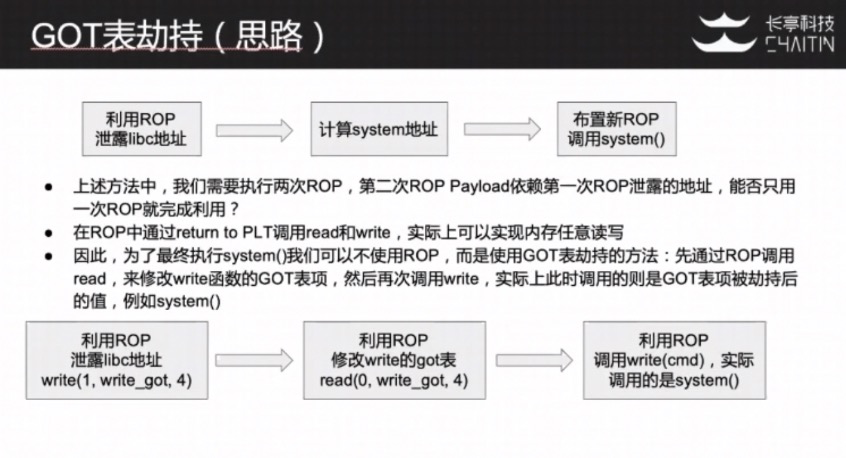 GOT表劫持（思路）
长亭科技
CHAITIN
利用ROP
泄露libc地址
计算system地址
布置新ROP
调用system()
● 上述方法中，我们需要执行两次ROP，第二次ROP Payload依赖第一次ROP泄露的地址，能否只用
一次ROP就完成利用？
● 在ROP中通过return to PLT调用read和write，实际上可以实现内存任意读写
● 因此，为了最终执行system()我们可以不使用ROP，而是使用GOT表劫持的方法：先通过ROP调用
read，来修改write函数的GOT表项，然后再次调用write，实际上此时调用的则是GOT表项被劫持后
的值，例如system()
利用ROP
泄露libc地址
write(1, write_got, 4)
利用ROP
修改write的got表
read(0, write_got, 4)
利用ROP
调用write(cmd)，实际
调用的是system()